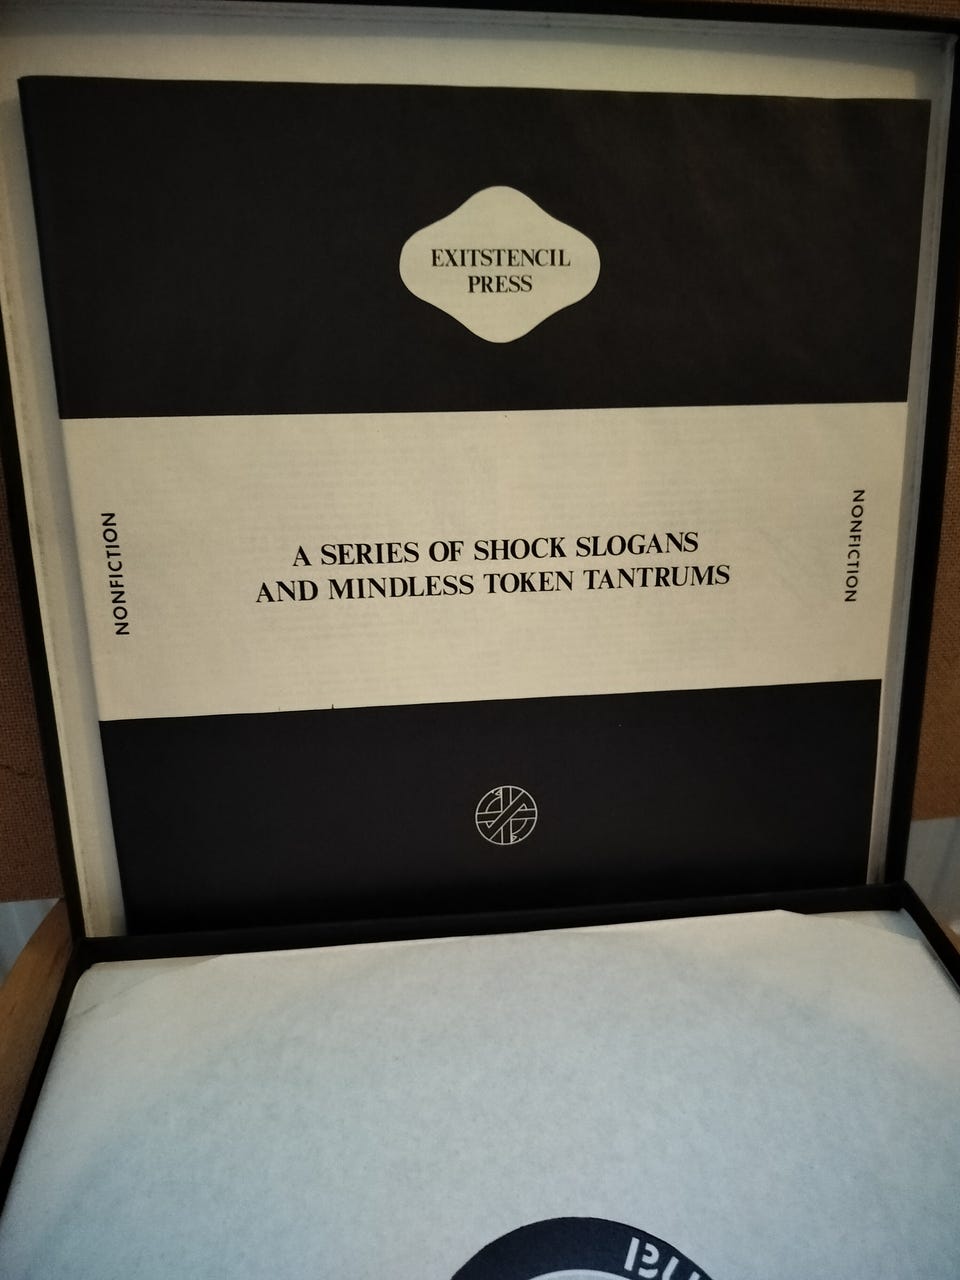 EXITSTENCIL
PRESS
NONFICTION
A SERIES OF SHOCK SLOGANS
AND MINDLESS TOKEN TANTRUMS
NONFICTION